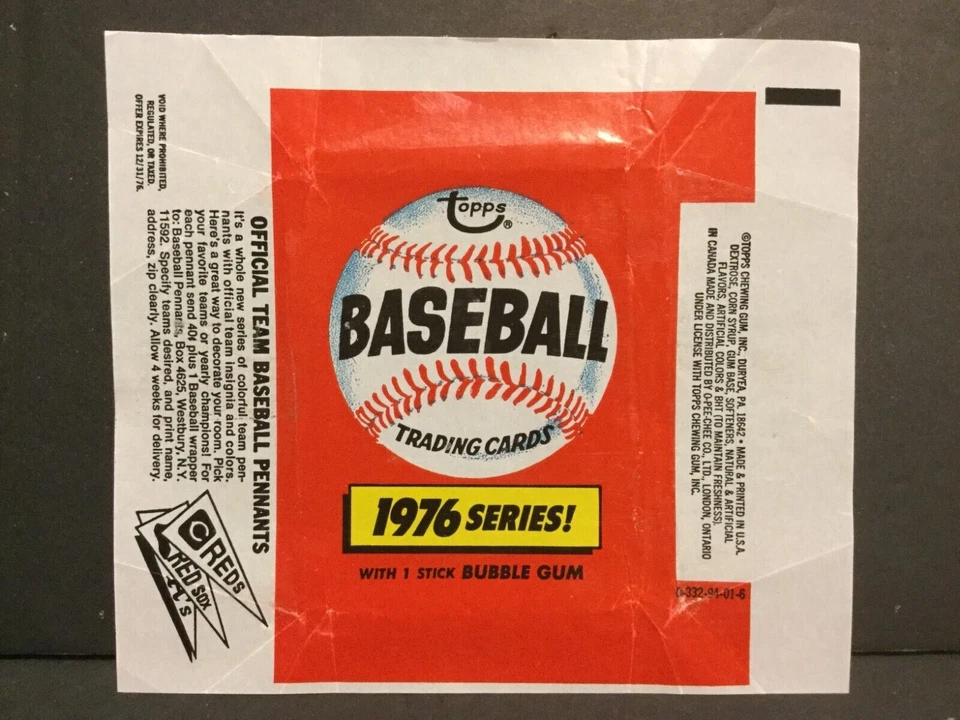 topps®
BASEBALL
TRADING CARDS
1976 SERIES!
WITH 1 STICK BUBBLE GUM
OFFICIAL TEAM BASEBALL PENNANTS
It's a whole new series of colorful team pen-
nants with official team insignia and colors.
Here's a great way to decorate your room. Pick
your favorite teams or yearly champions! For
each pennant send 40¢ plus 1 Baseball wrapper
to: Baseball Pennants, Box 4625, Westbury, N.Y.
11592. Specify teams desired, and print name,
address, zip clearly. Allow 4 weeks for delivery.
VOID WHERE PROHIBITED,
REGULATED, OR TAXED.
OFFER EXPIRES 12/31/76.
C REDS
RED SOX
A's
©TOPPS CHEWING GUM, INC., DURYEA, PA. 18642 • MADE & PRINTED IN U.S.A.
DEXTROSE, CORN SYRUP, GUM BASE, SOFTENERS, NATURAL & ARTIFICIAL
FLAVORS, ARTIFICIAL COLORS & BHT (TO MAINTAIN FRESHNESS).
IN CANADA MADE AND DISTRIBUTED BY O-PEE-CHEE CO., LTD., LONDON, ONTARIO
UNDER LICENSE WITH TOPPS CHEWING GUM, INC.
0-332-94-01-6